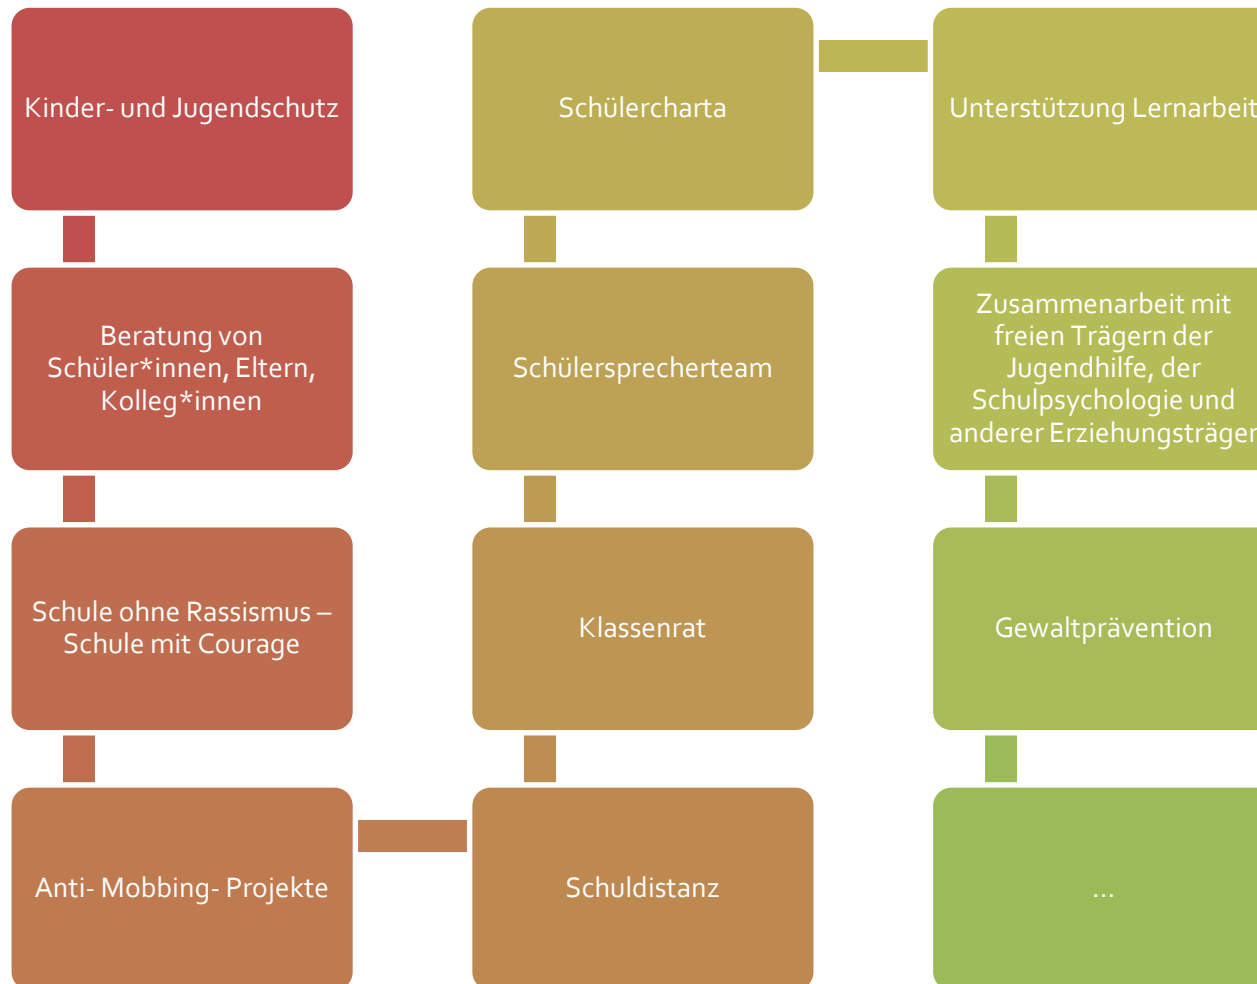 Kinder- und Jugendschutz
Beratung von
Schüler*innen, Eltern,
Kolleg*innen
Schule ohne Rassismus –
Schule mit Courage
Anti- Mobbing- Projekte
Schuldistanz
Klassenrat
Schülersprecherteam
Schülercharta
Unterstützung Lernarbeit
Zusammenarbeit mit
freien Trägern der
Jugendhilfe, der
Schulpsychologie und
anderer Erziehungsträger
Gewaltprävention
...